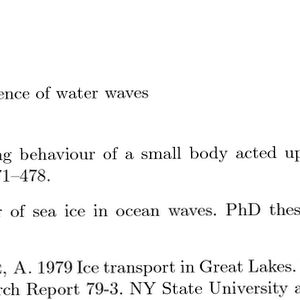 ence of water waves
ng behaviour of a small body acted up
71–478.
r of sea ice in ocean waves. PhD thes
, A. 1979 Ice transport in Great Lakes.
rch Report 79-3. NY State University a